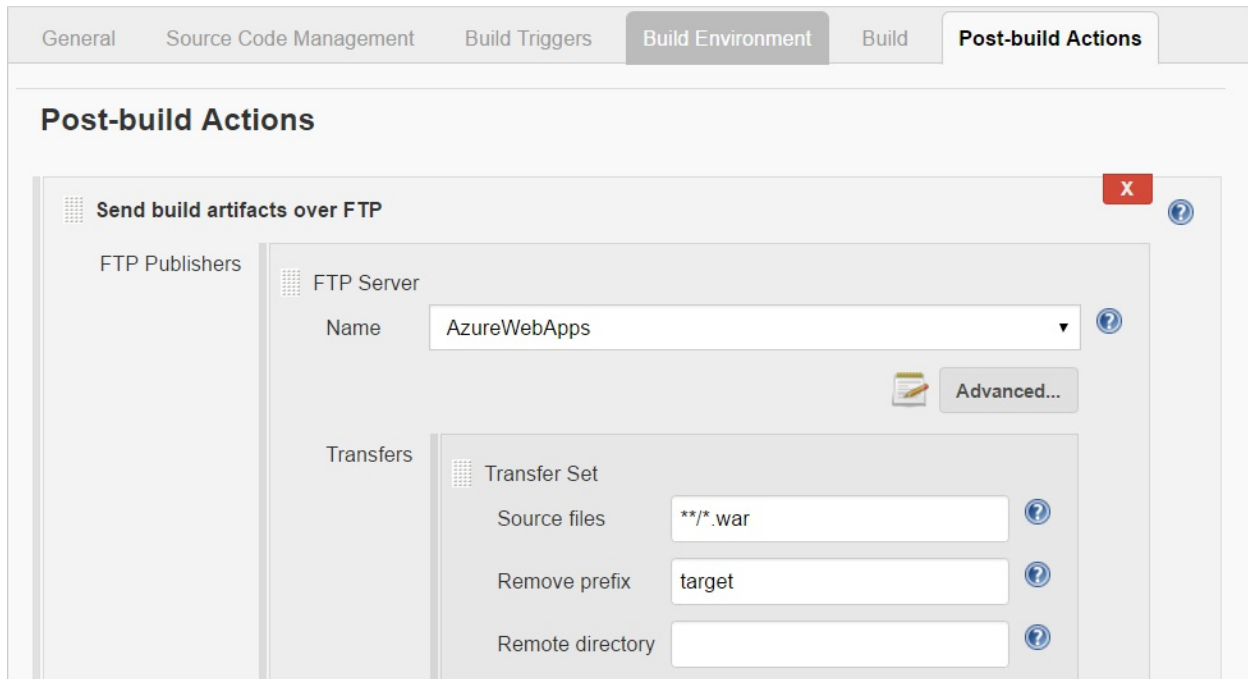 General Source Code Management Build Triggers Build Environment Build Post-build Actions
Post-build Actions
X
Send build artifacts over FTP
?
FTP Publishers
FTP Server
Name AzureWebApps ?
Advanced...
Transfers
Transfer Set
Source files **/*.war ?
Remove prefix target ?
Remote directory ?